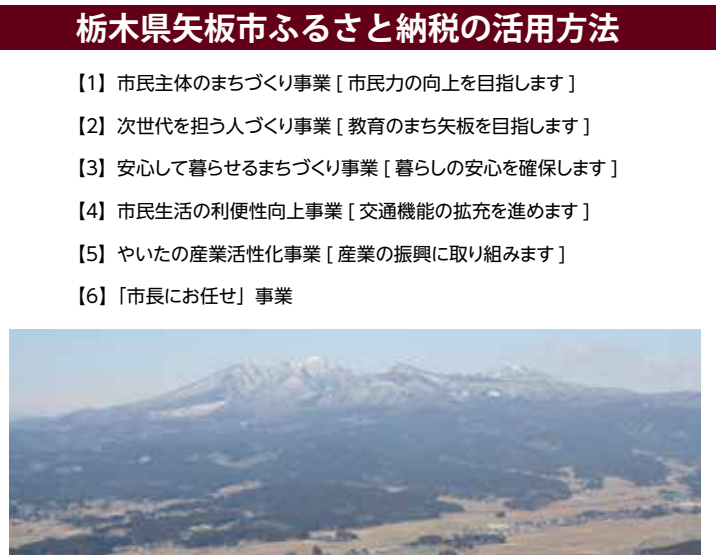 栃木県矢板市ふるさと納税の活用方法
【1】市民主体のまちづくり事業 [ 市民力の向上を目指します ]
【2】次世代を担う人づくり事業 [ 教育のまち矢板を目指します ]
【3】安心して暮らせるまちづくり事業 [ 暮らしの安心を確保します ]
【4】市民生活の利便性向上事業 [ 交通機能の拡充を進めます ]
【5】やいたの産業活性化事業 [ 産業の振興に取り組みます ]
【6】「市長にお任せ」事業